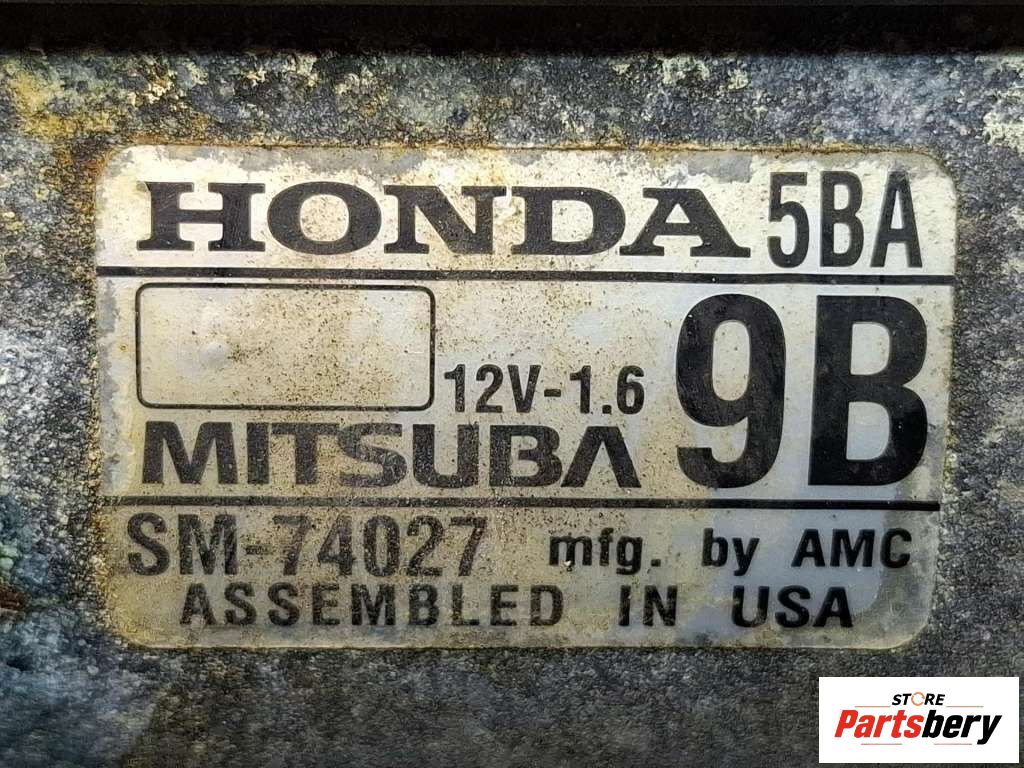 HONDA 5BA
12V-1.6 9B
MITSUBA
SM-74027 mfg. by AMC
ASSEMBLED IN USA
STORE
Partsbery